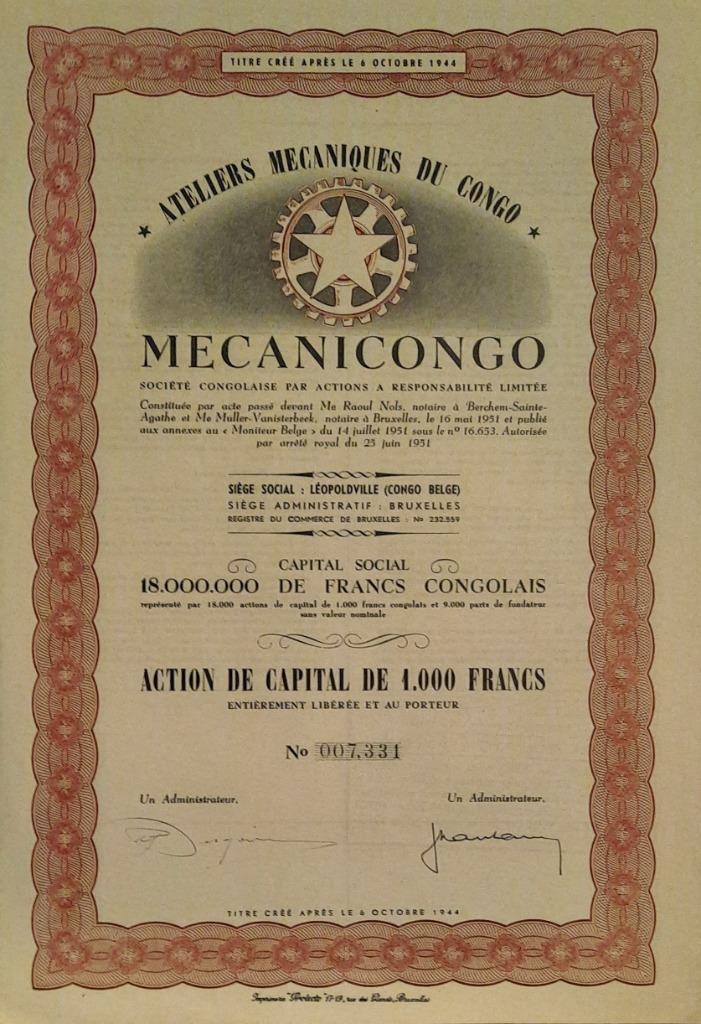 TITRE CRÉÉ APRÈS LE 6 OCTOBRE 1944
ATELIERS MECANIQUES DU CONGO
MECANICONGO
SOCIÉTÉ CONGOLAISE PAR ACTIONS A RESPONSABILITÉ LIMITÉE
Constituée par acte passé devant Me Raoul Nols, notaire à Berchem-Sainte-
Agathe et Me Muller-Vanisterbeek, notaire à Bruxelles, le 16 mai 1951 et publié
aux annexes au « Moniteur Belge » du 14 juillet 1951 sous le nº 16.653. Autorisée
par arrêté royal du 25 juin 1951
SIÈGE SOCIAL : LÉOPOLDVILLE (CONGO BELGE)
SIÈGE ADMINISTRATIF : BRUXELLES
REGISTRE DU COMMERCE DE BRUXELLES : No 232.559
CAPITAL SOCIAL
18.000.000 DE FRANCS CONGOLAIS
représenté par 18.000 actions de capital de 1.000 francs congolais et 9.000 parts de fondateur
sans valeur nominale
ACTION DE CAPITAL DE 1.000 FRANCS
ENTIÈREMENT LIBÉRÉE ET AU PORTEUR
No 007,331
Un Administrateur,
Un Administrateur,
TITRE CRÉÉ APRÈS LE 6 OCTOBRE 1944
Imprimerie 17-19, rue des Bruxelles